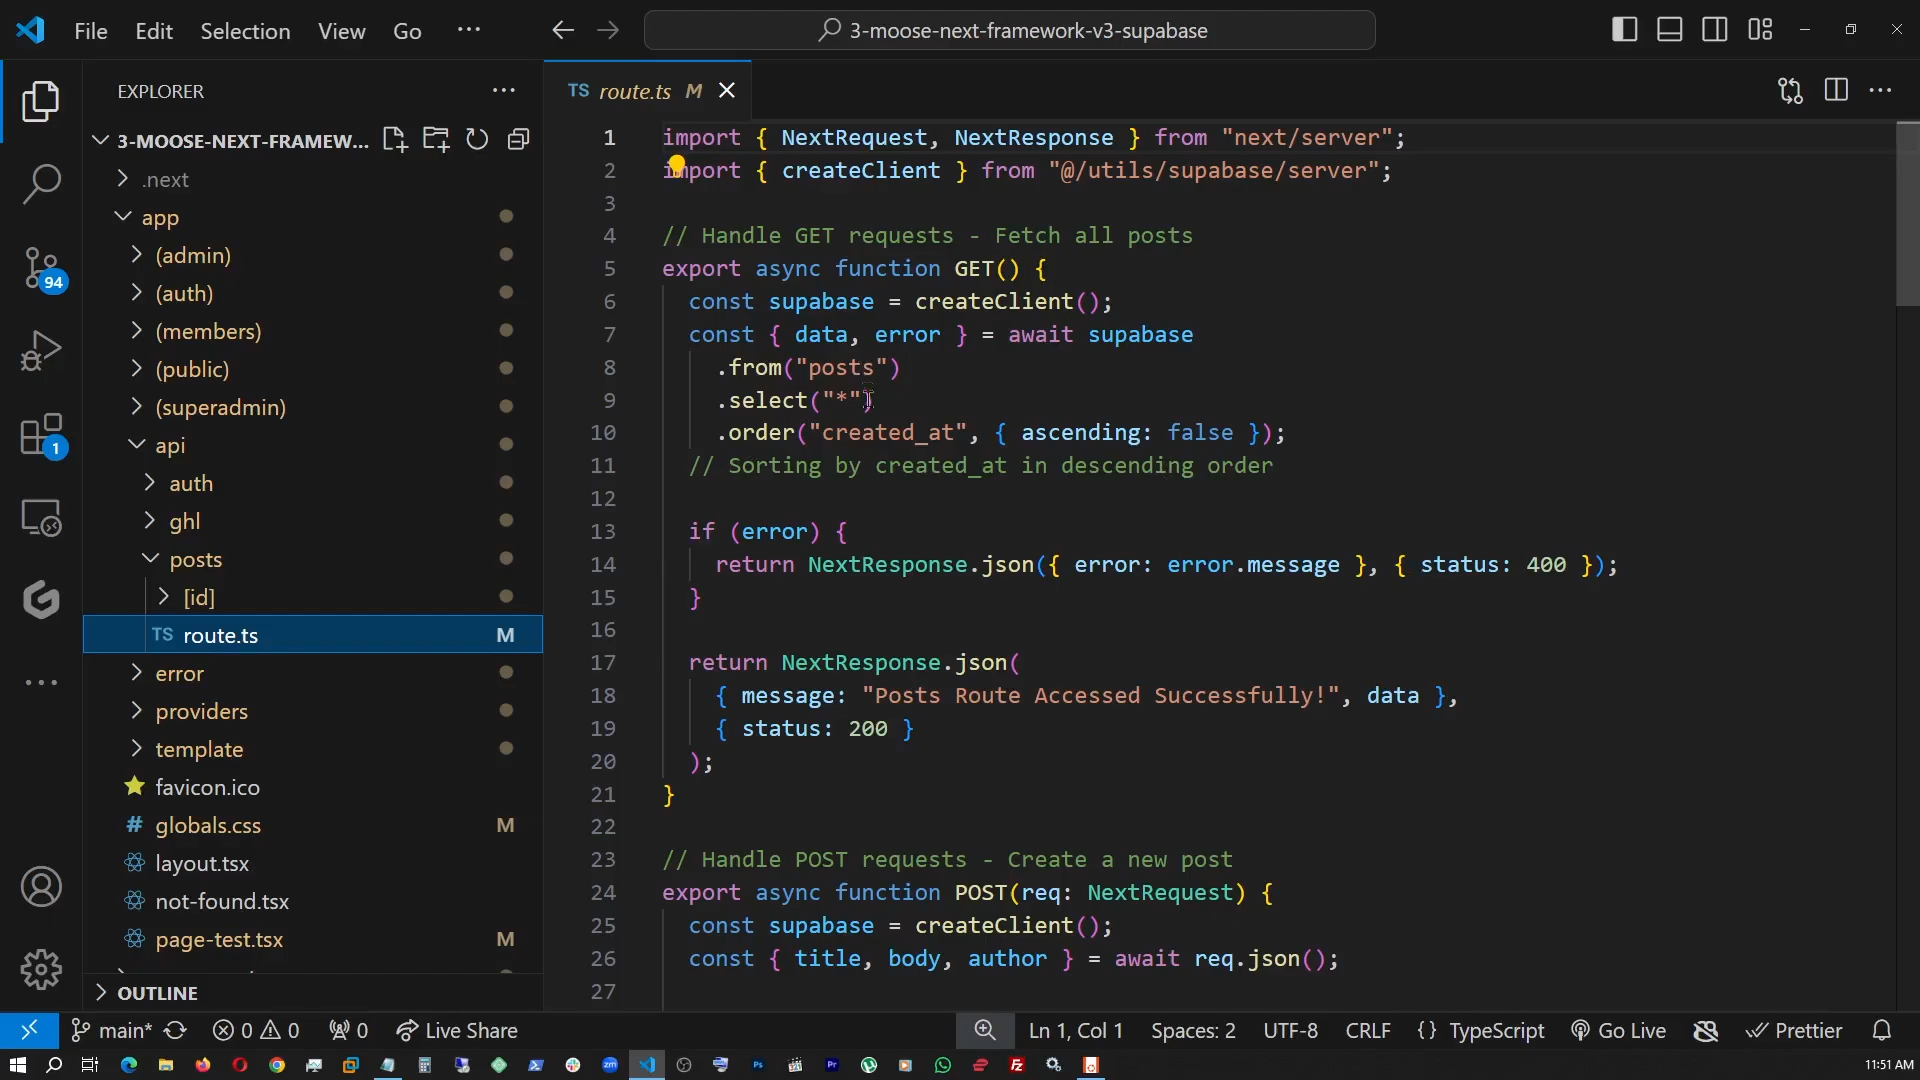 File Edit Selection View Go ··· 3-moose-next-framework-v3-supabase
EXPLORER
3-MOOSE-NEXT-FRAMEW...
.next
app
(admin)
(auth)
(members)
(public)
(superadmin)
api
auth
ghl
posts
[id]
TS route.ts M
error
providers
template
favicon.ico
# globals.css M
layout.tsx
not-found.tsx
page-test.tsx M
OUTLINE
94
1
TS route.ts M
1 import { NextRequest, NextResponse } from "next/server";
2 import { createClient } from "@/utils/supabase/server";
3
4 // Handle GET requests - Fetch all posts
5 export async function GET() {
6 const supabase = createClient();
7 const { data, error } = await supabase
8 .from("posts")
9 .select("*")
10 .order("created_at", { ascending: false });
11 // Sorting by created_at in descending order
12
13 if (error) {
14 return NextResponse.json({ error: error.message }, { status: 400 });
15 }
16
17 return NextResponse.json(
18 { message: "Posts Route Accessed Successfully!", data },
19 { status: 200 }
20 );
21 }
22
23 // Handle POST requests - Create a new post
24 export async function POST(req: NextRequest) {
25 const supabase = createClient();
26 const { title, body, author } = await req.json();
27
main* 0 0 0 Live Share Ln 1, Col 1 Spaces: 2 UTF-8 CRLF {} TypeScript Go Live Prettier
zm Ps Pr Fz 11:51 AM